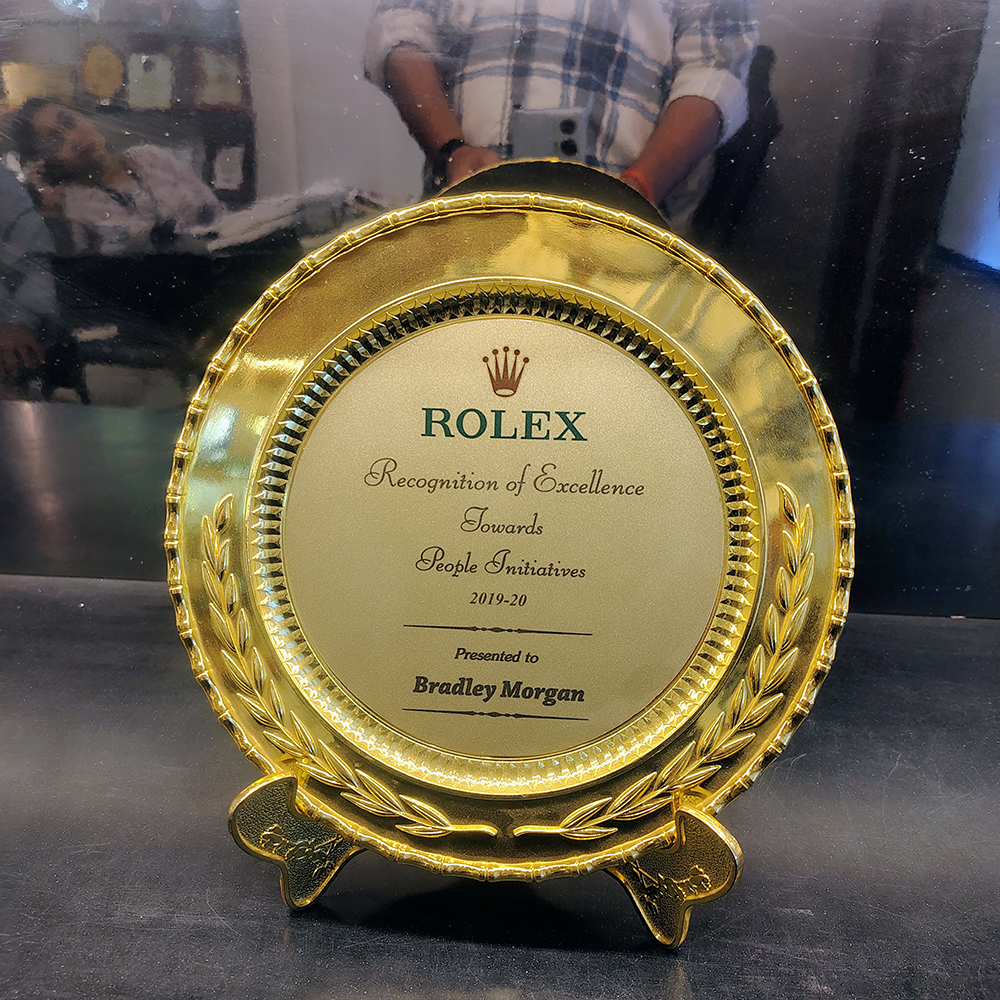 ROLEX
Recognition of Excellence
Towards
People Initiatives
2019-20
Presented to
Bradley Morgan